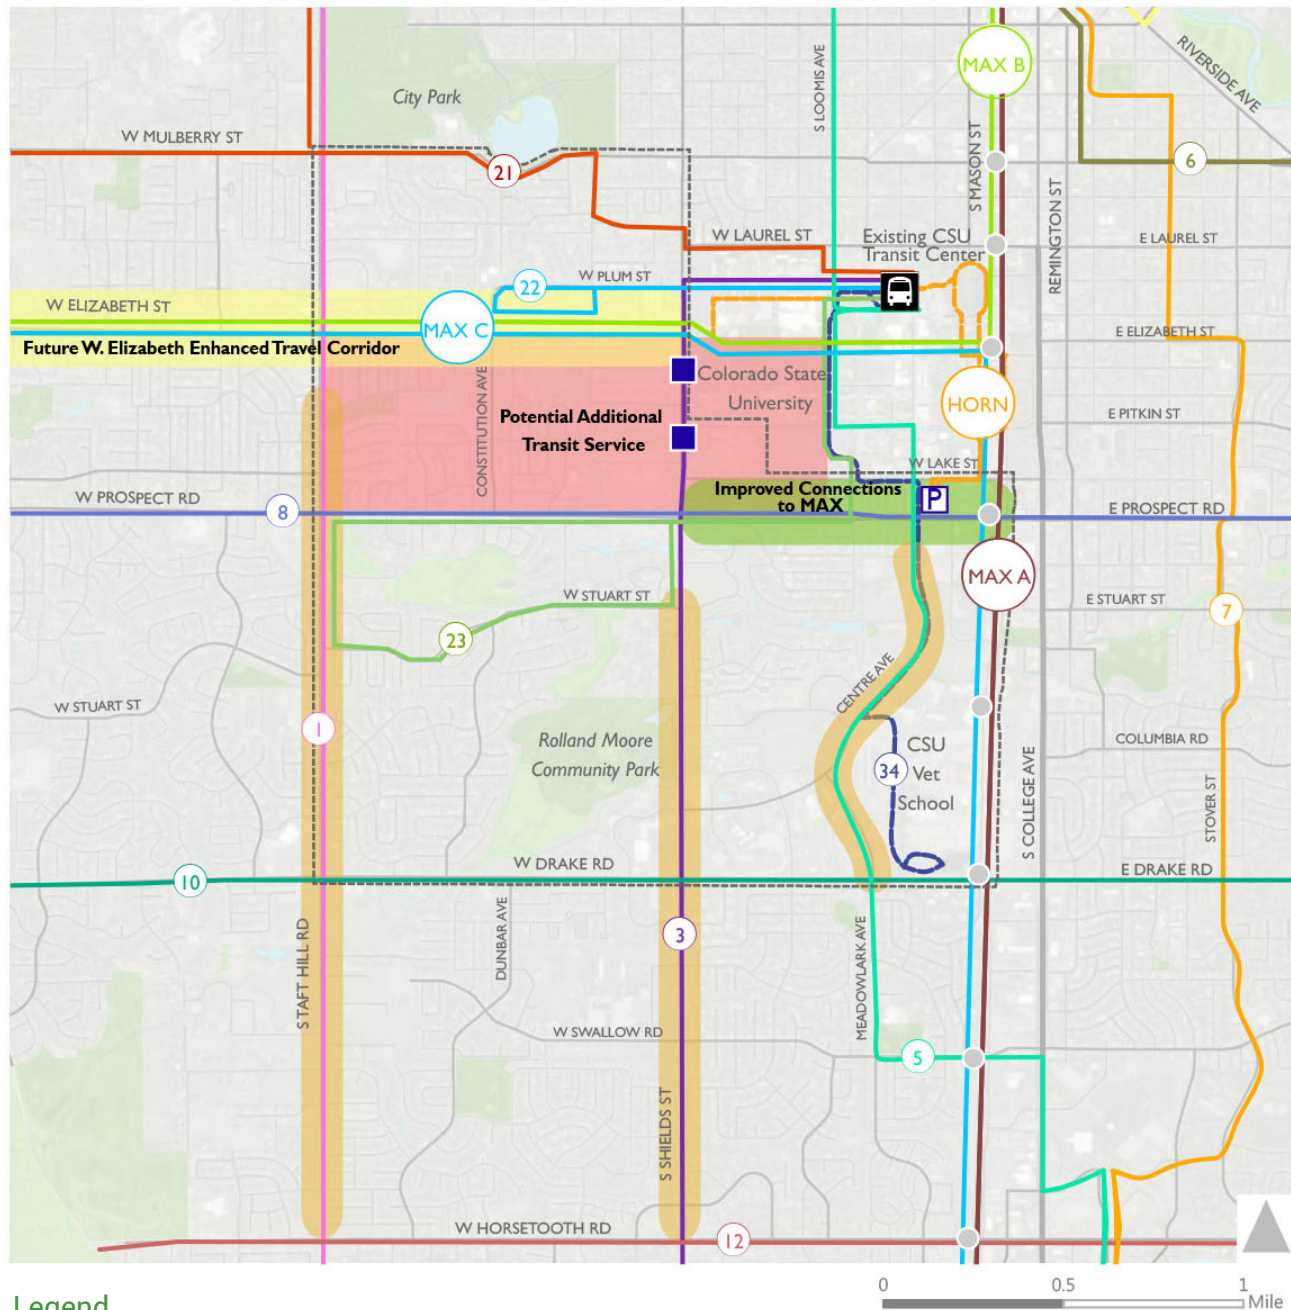 MAX B
RIVERSIDE AVE
City Park
S LOOMIS AVE
W MULBERRY ST
21
S MASON ST
6
REMINGTON ST
W LAUREL ST
Existing CSU
Transit Center
E LAUREL ST
W PLUM ST
22
W ELIZABETH ST
MAX C
E ELIZABETH ST
Future W. Elizabeth Enhanced Travel Corridor
Colorado State
University
HORN
CONSTITUTION AVE
Potential Additional
Transit Service
E PITKIN ST
W LAKE ST
W PROSPECT RD
8
Improved Connections
to MAX
P
E PROSPECT RD
MAX A
W STUART ST
E STUART ST
7
23
CENTRE AVE
W STUART ST
1
Rolland Moore
Community Park
34
CSU
Vet
School
COLUMBIA RD
S COLLEGE AVE
STOVER ST
W DRAKE RD
E DRAKE RD
10
S TAFT HILL RD
DUNBAR AVE
3
MEADOWLARK AVE
W SWALLOW RD
5
S SHIELDS ST
W HORSETOOTH RD
12
0 0.5 1
Mile
Legend